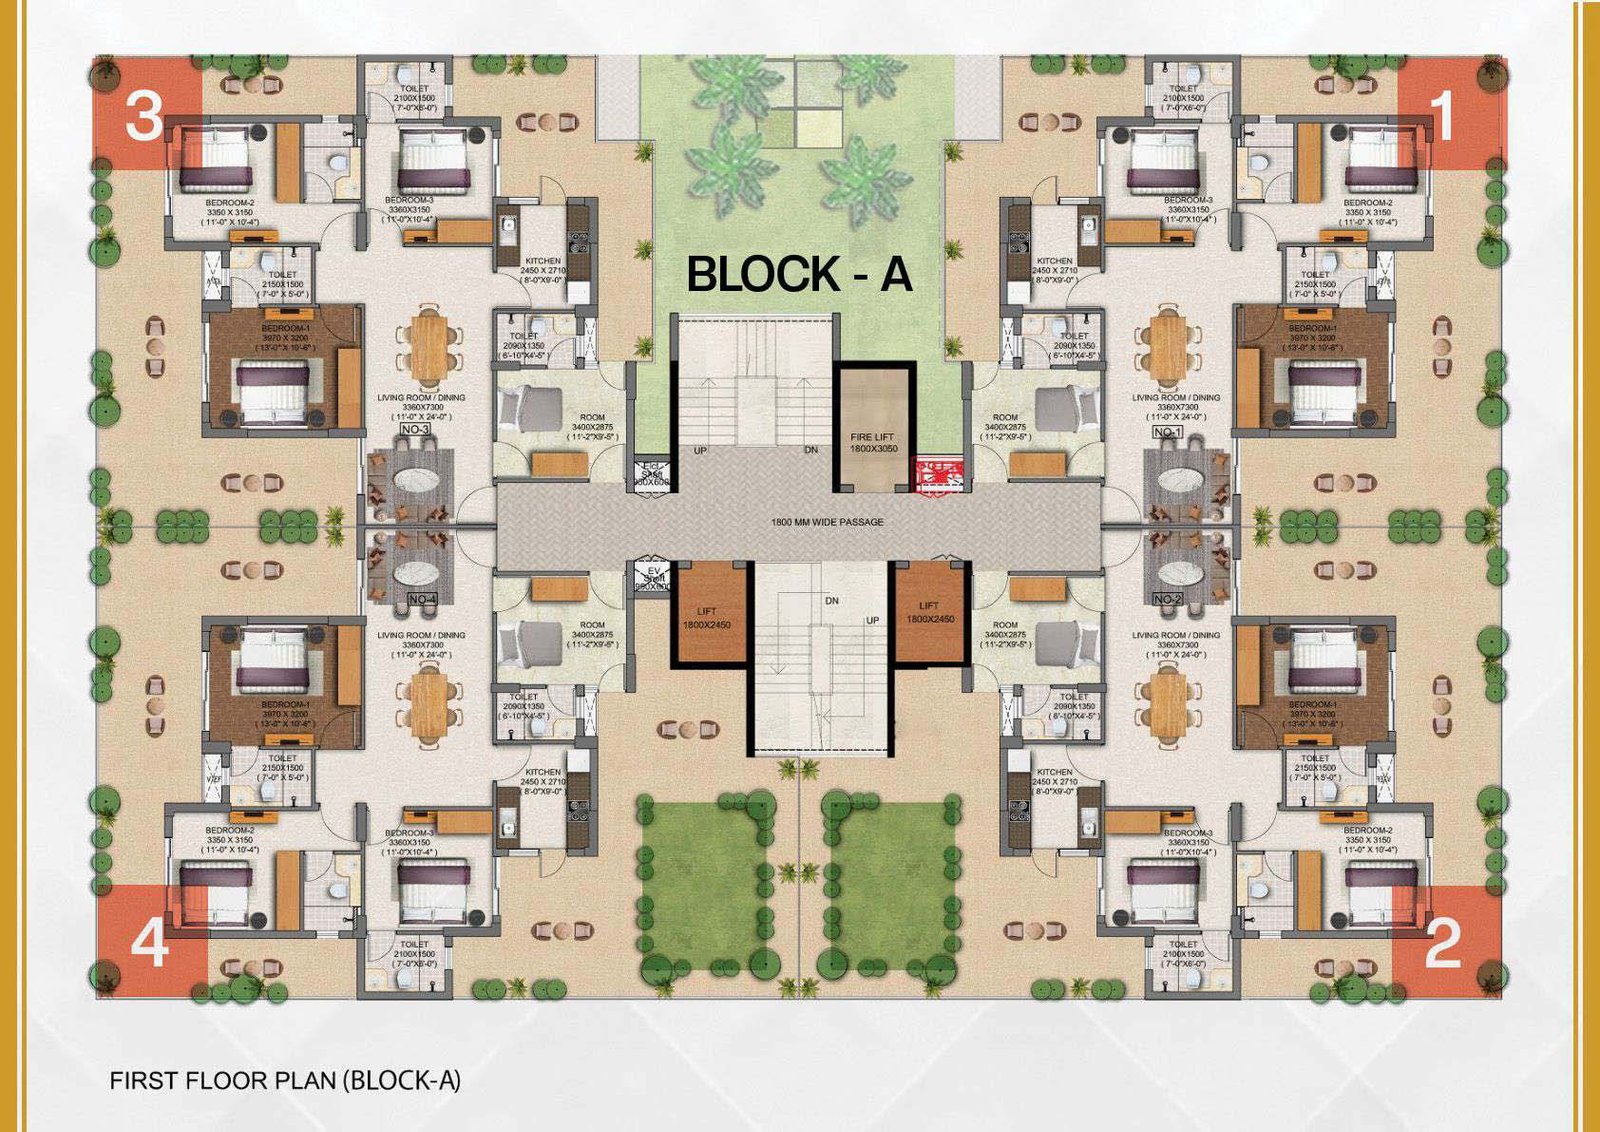 3
TOILET
2100X1500
( 7'-0"X6'-0")
BEDROOM-2
3350 X 3150
( 11'-0" X 10'-4")
BEDROOM-3
3360X3150
( 11'-0"X10'-4" )
TOILET
2150X1500
( 7'-0" X 5'-0" )
KITCHEN
2450 X 2710
( 8'-0"X9'-0" )
BEDROOM-1
3970 X 3200
( 13'-0" X 10'-6" )
TOILET
2090X1350
( 6'-10"X4'-5" )
LIVING ROOM / DINING
3360X7300
( 11'-0" X 24'-0" )
NO-3
ROOM
3400X2875
( 11'-2"X9'-5" )
BLOCK - A
UP
DN
FIRE LIFT
1800X3050
Elct.
Shaft
1
TOILET
2100X1500
( 7'-0"X6'-0")
BEDROOM-3
3360X3150
( 11'-0"X10'-4" )
BEDROOM-2
3350 X 3150
( 11'-0" X 10'-4")
KITCHEN
2450 X 2710
( 8'-0"X9'-0" )
TOILET
2150X1500
( 7'-0" X 5'-0" )
TOILET
2090X1350
( 6'-10"X4'-5" )
BEDROOM-1
3970 X 3200
( 13'-0" X 10'-6" )
ROOM
3400X2875
( 11'-2"X9'-5" )
LIVING ROOM / DINING
3360X7300
( 11'-0" X 24'-0" )
NO-1
1800 MM WIDE PASSAGE
EV
Shaft
LIFT
1800X2450
DN
UP
LIFT
1800X2450
NO-4
ROOM
3400X2875
( 11'-2"X9'-5" )
LIVING ROOM / DINING
3360X7300
( 11'-0" X 24'-0" )
BEDROOM-1
3970 X 3200
( 13'-0" X 10'-6" )
TOILET
2090X1350
( 6'-10"X4'-5" )
TOILET
2150X1500
( 7'-0" X 5'-0" )
KITCHEN
2450 X 2710
( 8'-0"X9'-0" )
BEDROOM-2
3350 X 3150
( 11'-0" X 10'-4")
BEDROOM-3
3360X3150
( 11'-0"X10'-4" )
TOILET
2100X1500
( 7'-0"X6'-0")
4
NO-2
ROOM
3400X2875
( 11'-2"X9'-5" )
LIVING ROOM / DINING
3360X7300
( 11'-0" X 24'-0" )
TOILET
2090X1350
( 6'-10"X4'-5" )
BEDROOM-1
3970 X 3200
( 13'-0" X 10'-6" )
KITCHEN
2450 X 2710
( 8'-0"X9'-0" )
TOILET
2150X1500
( 7'-0" X 5'-0" )
BEDROOM-3
3360X3150
( 11'-0"X10'-4" )
BEDROOM-2
3350 X 3150
( 11'-0" X 10'-4")
TOILET
2100X1500
( 7'-0"X6'-0")
2
FIRST FLOOR PLAN (BLOCK-A)